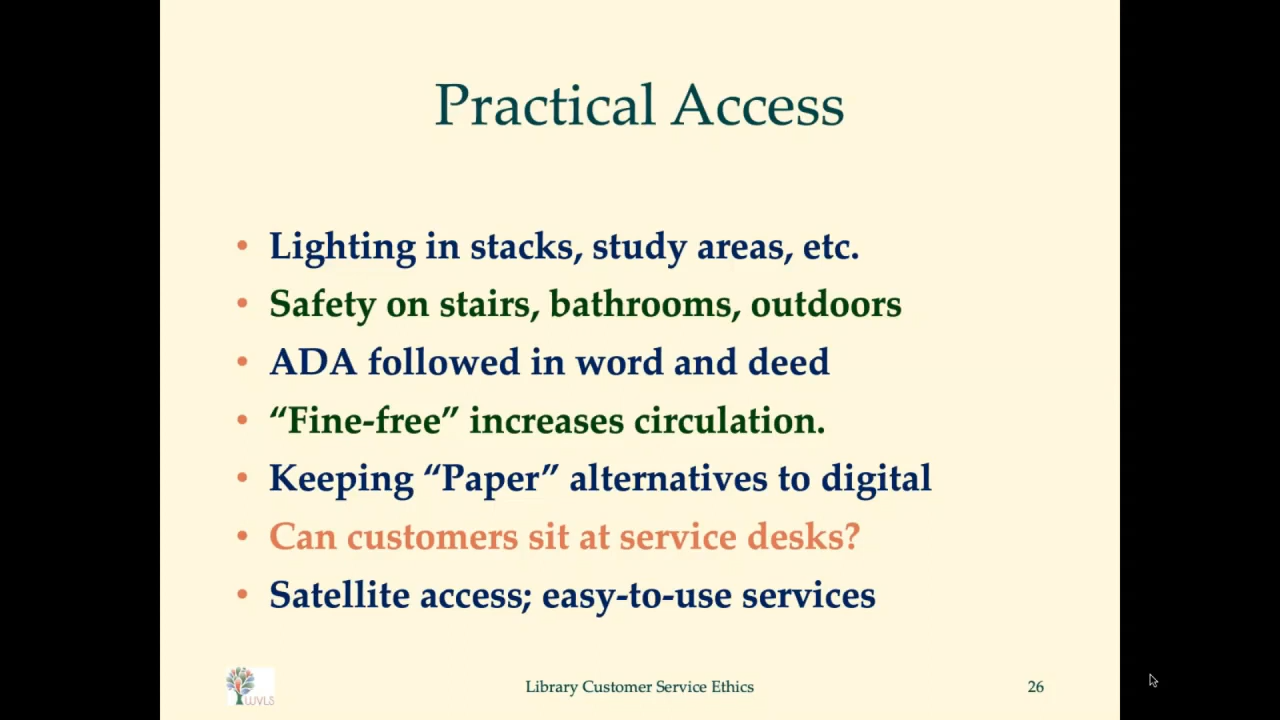 Practical Access
• Lighting in stacks, study areas, etc.
• Safety on stairs, bathrooms, outdoors
• ADA followed in word and deed
• “Fine-free” increases circulation.
• Keeping “Paper” alternatives to digital
• Can customers sit at service desks?
• Satellite access; easy-to-use services
WVLS
Library Customer Service Ethics
26